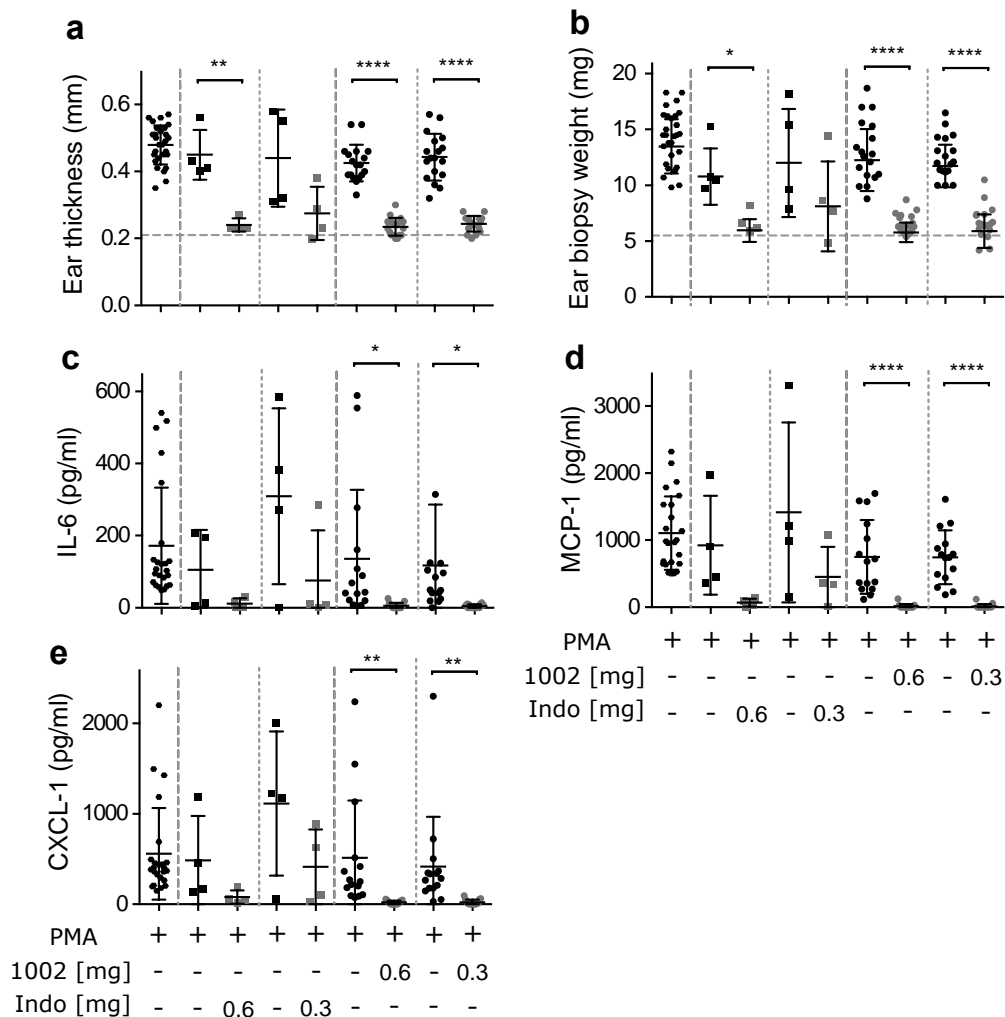 a
Ear thickness (mm)
0.6
0.4
0.2
0.0
** **** ****
b
Ear biopsy weight (mg)
20
15
10
5
0
* **** ****
c
IL-6 (pg/ml)
600
400
200
0
* *
d
MCP-1 (pg/ml)
3000
2000
1000
0
**** ****
PMA + + + + + + + + +
1002 [mg] - - - - - - 0.6 - 0.3
Indo [mg] - - 0.6 - 0.3 - - - -
e
CXCL-1 (pg/ml)
2000
1000
0
** **
PMA + + + + + + + + +
1002 [mg] - - - - - - 0.6 - 0.3
Indo [mg] - - 0.6 - 0.3 - - - -